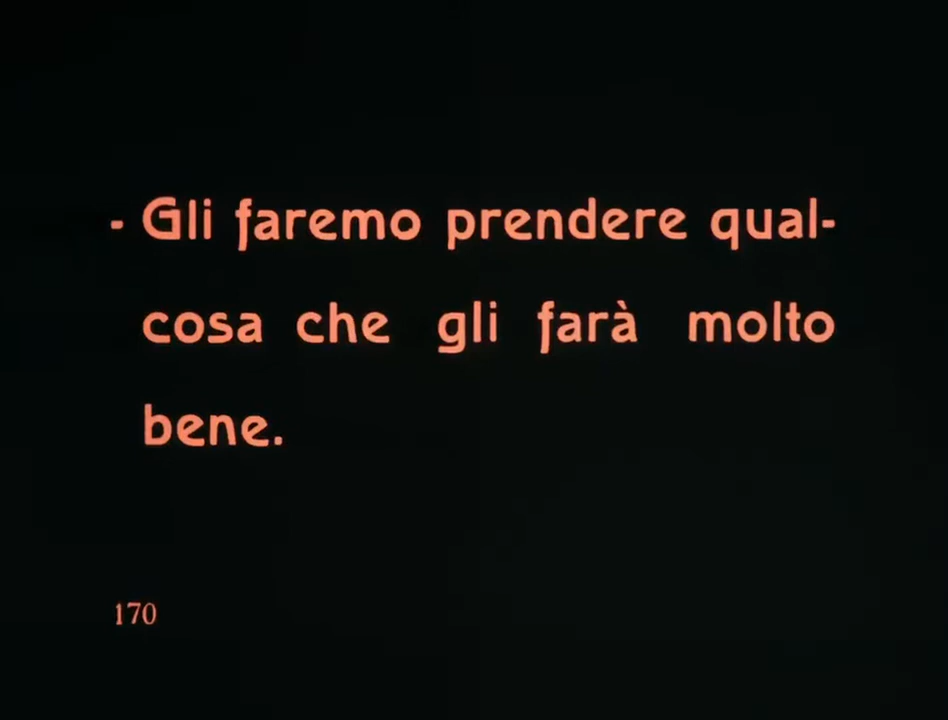 - Gli faremo prendere qual-
cosa che gli farà molto
bene.
170